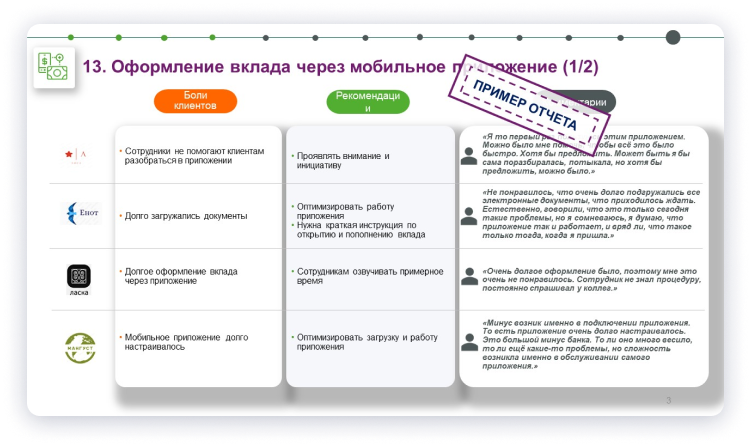 13. Оформление вклада через мобильное приложение (1/2)
Боли
клиентов
Рекомендаци
и
тарии
ПРИМЕР ОТЧЕТА
• Сотрудники не помогают клиентам
разобраться в приложении
• Проявлять внимание и
инициативу
«Я то первый ра этим приложением.
Можно было мне пом обы всё это было
быстро. Хотя бы предложить. Может быть я бы
сама поразбиралась, потыкала, но хотя бы
предложить, можно было.»
Енот
• Долго загружались документы
• Оптимизировать работу
приложения
• Нужна краткая инструкция по
открытию и пополнению вклада
«Не понравилось, что очень долго подгружались все
электронные документы, что приходилось ждать.
Естественно, говорили, что это только сегодня
такие проблемы, но я сомневаюсь, я думаю, что
приложение так и работает, и вряд ли, что такое
только тогда, когда я пришла.»
ласка
• Долгое оформление вклада
через приложение
• Сотрудникам озвучивать примерное
время
«Очень долгое оформление было, поэтому мне это
очень не понравилось. Сотрудник не знал процедуру,
постоянно спрашивал у коллег.»
МАНГУСТ
• Мобильное приложение долго
настраивалось
• Оптимизировать загрузку и работу
приложения
«Минус возник именно в подключении приложения.
То есть приложение очень долго настраивалось.
Это большой минус банка. То ли оно много весило,
то ли ещё какие-то проблемы, но сложность
возникла именно в обслуживании самого
приложения.»
3